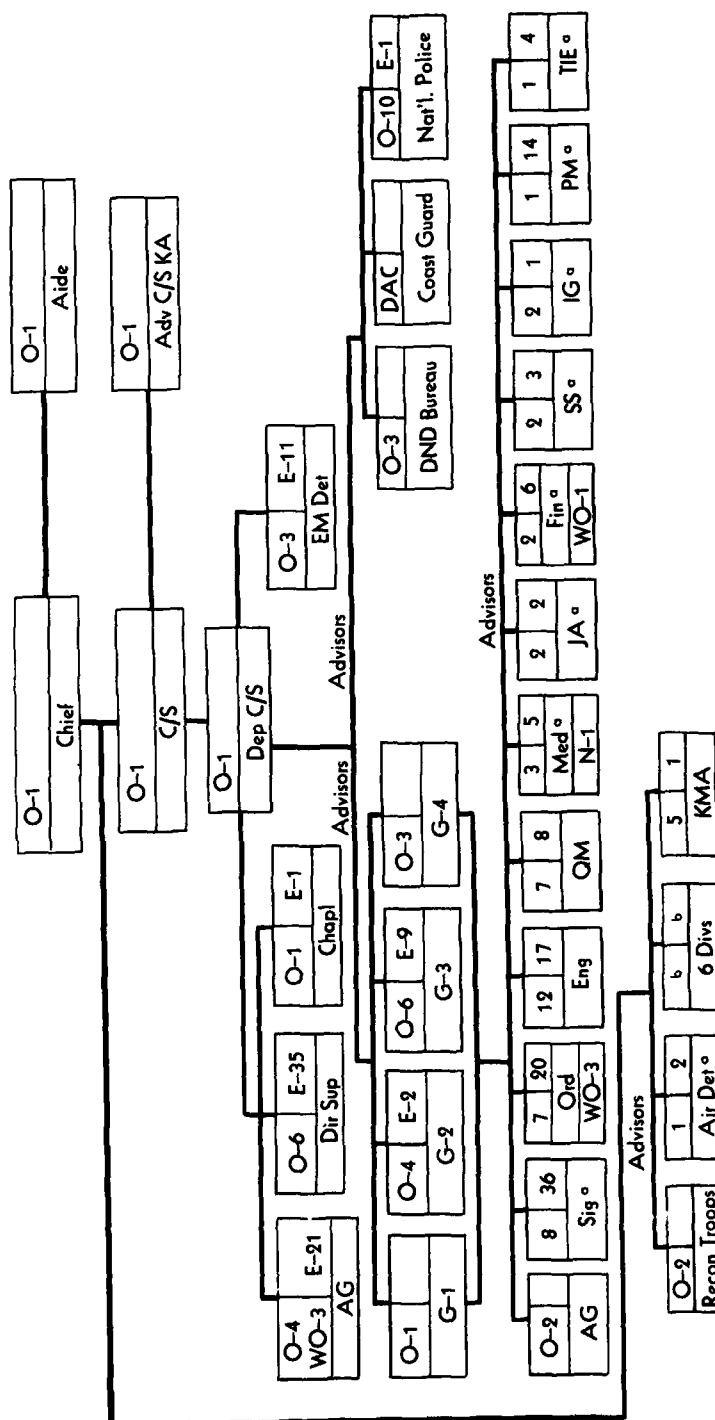 O-1
Chief
O-1
Aide
O-1
C/S
O-1
Adv C/S KA
O-1
Dep C/S
O-3 E-11
EM Det
O-4 E-21
WO-3
AG
O-6 E-35
Dir Sup
O-1 E-1
Chapl
Advisors
Advisors
O-1
G-1
O-4 E-2
G-2
O-6 E-9
G-3
O-3
G-4
O-3
DND Bureau
DAC
Coast Guard
O-10 E-1
Nat'l. Police
Advisors
O-2
AG
8 36
Sig a
7 20
Ord
WO-3
12 17
Eng
7 8
QM
3 5
Med a
N-1
2 2
JA a
2 6
Fin a
WO-1
2 3
SS a
2 1
IG a
1 14
PM a
1 4
TIE a
Advisors
O-2
Recon Troops
1 2
Air Det a
b b
6 Divs
5 1
KMA